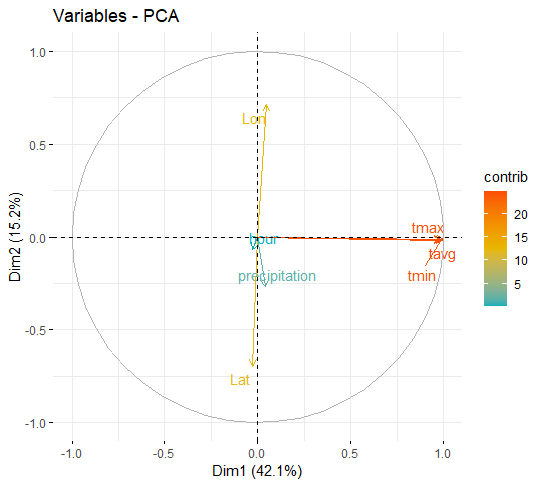 Variables - PCA
1.0
0.5
0.0
-0.5
-1.0
Dim2 (15.2%)
Lon
hour
precipitation
Lat
tmax
tavg
tmin
-1.0 -0.5 0.0 0.5 1.0
Dim1 (42.1%)
contrib
20
15
10
5